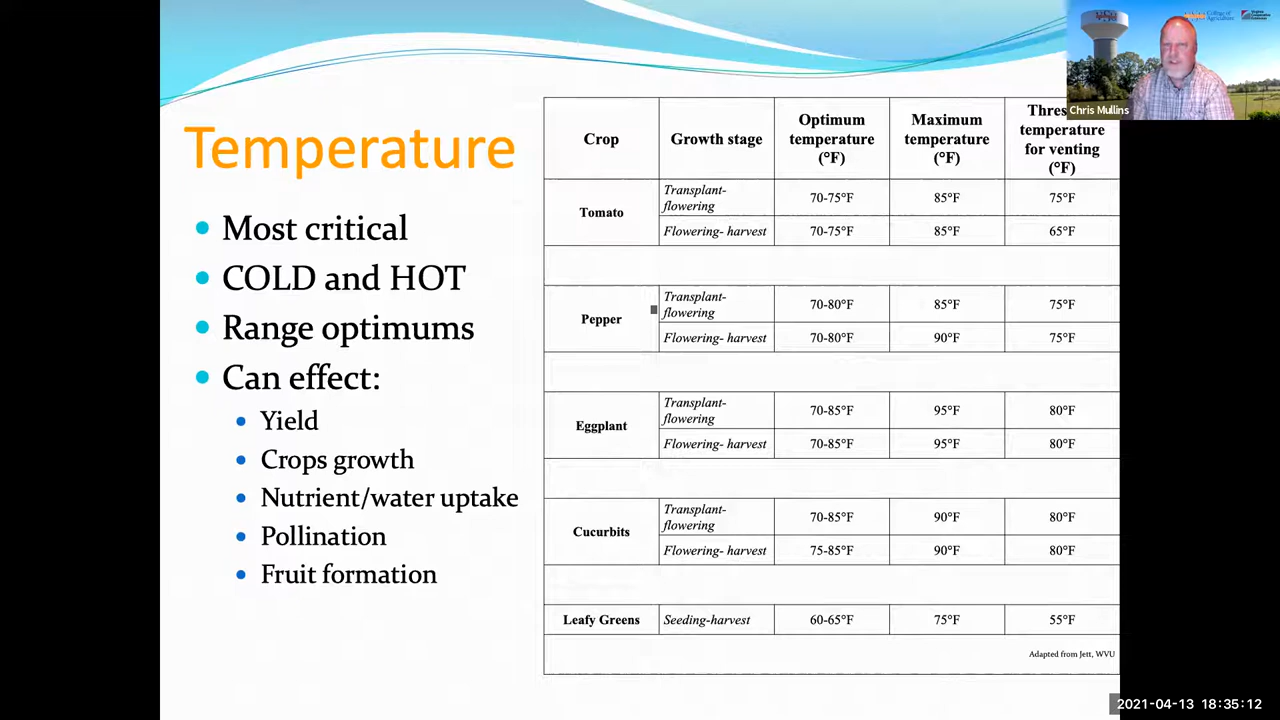 Temperature
Most critical
COLD and HOT
Range optimums
Can effect:
Yield
Crops growth
Nutrient/water uptake
Pollination
Fruit formation
Crop
Growth stage
Optimum
temperature
(°F)
Maximum
temperature
(°F)
temperature
for venting
(°F)
Tomato
Transplant-
flowering
70-75°F
85°F
75°F
Flowering- harvest
70-75°F
85°F
65°F
Pepper
Transplant-
flowering
70-80°F
85°F
75°F
Flowering- harvest
70-80°F
90°F
75°F
Eggplant
Transplant-
flowering
70-85°F
95°F
80°F
Flowering- harvest
70-85°F
95°F
80°F
Cucurbits
Transplant-
flowering
70-85°F
90°F
80°F
Flowering- harvest
75-85°F
90°F
80°F
Leafy Greens
Seeding-harvest
60-65°F
75°F
55°F
Adapted from Jett, WVU
College of
Agriculture
Chris Mullins
2021-04-13 18:35:12